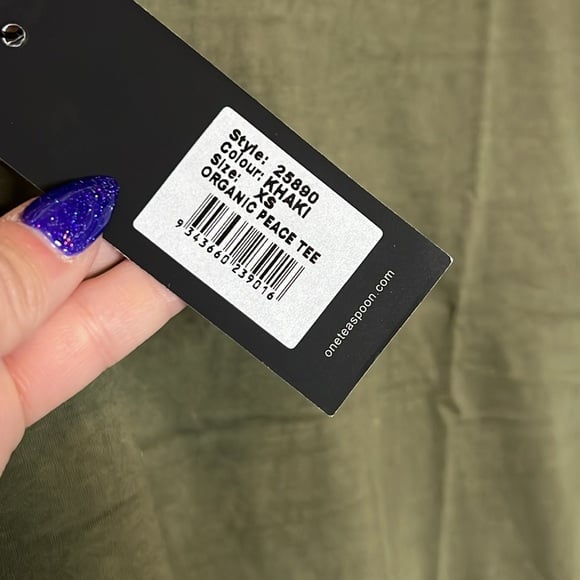 Style: 25890
Colour: KHAKI
Size: XS
ORGANIC PEACE TEE
9 343660 239016
oneteaspoon.com